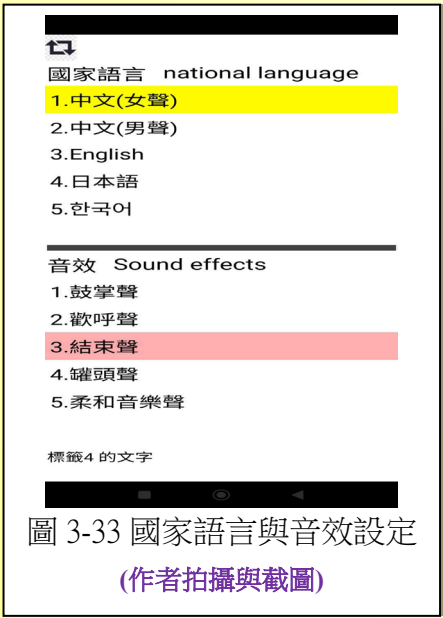 國家語言 national language
1.中文(女聲)
2.中文(男聲)
3.English
4.日本語
5.한국어
音效 Sound effects
1.鼓掌聲
2.歡呼聲
3.結束聲
4.罐頭聲
5.柔和音樂聲
標籤4 的文字
圖 3-33 國家語言與音效設定
(作者拍攝與截圖)